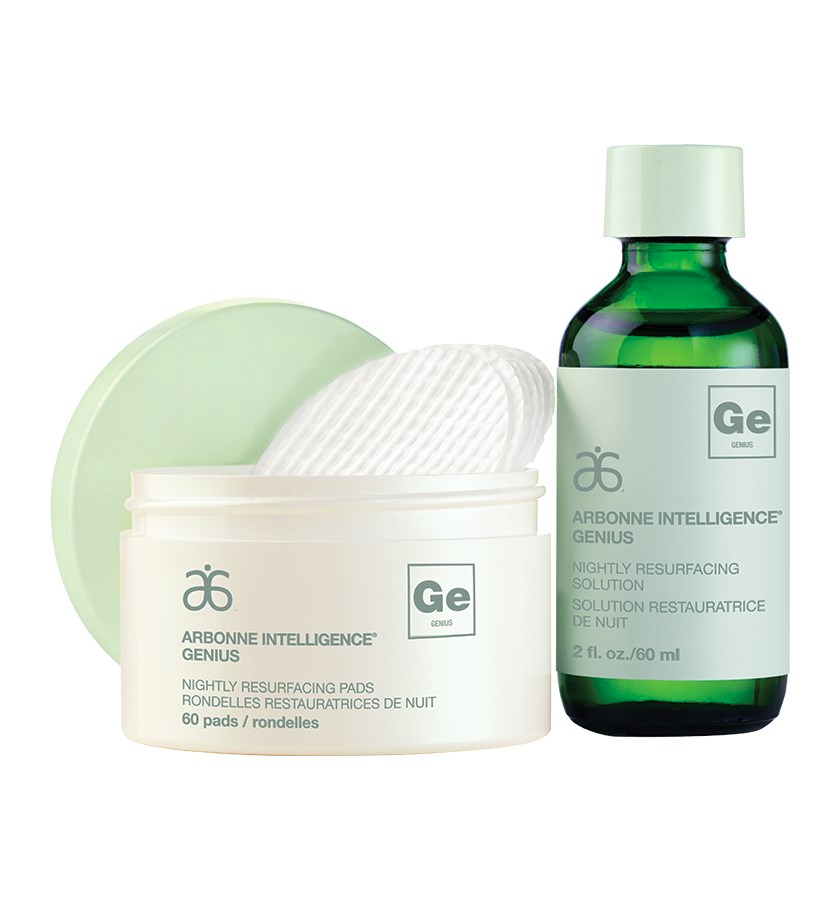 Ge
GENIUS
ARBONNE INTELLIGENCE®
GENIUS
NIGHTLY RESURFACING PADS
RONDELLES RESTAURATRICES DE NUIT
60 pads / rondelles
Ge
GENIUS
ARBONNE INTELLIGENCE®
GENIUS
NIGHTLY RESURFACING
SOLUTION
SOLUTION RESTAURATRICE
DE NUIT
2 fl. oz./60 ml